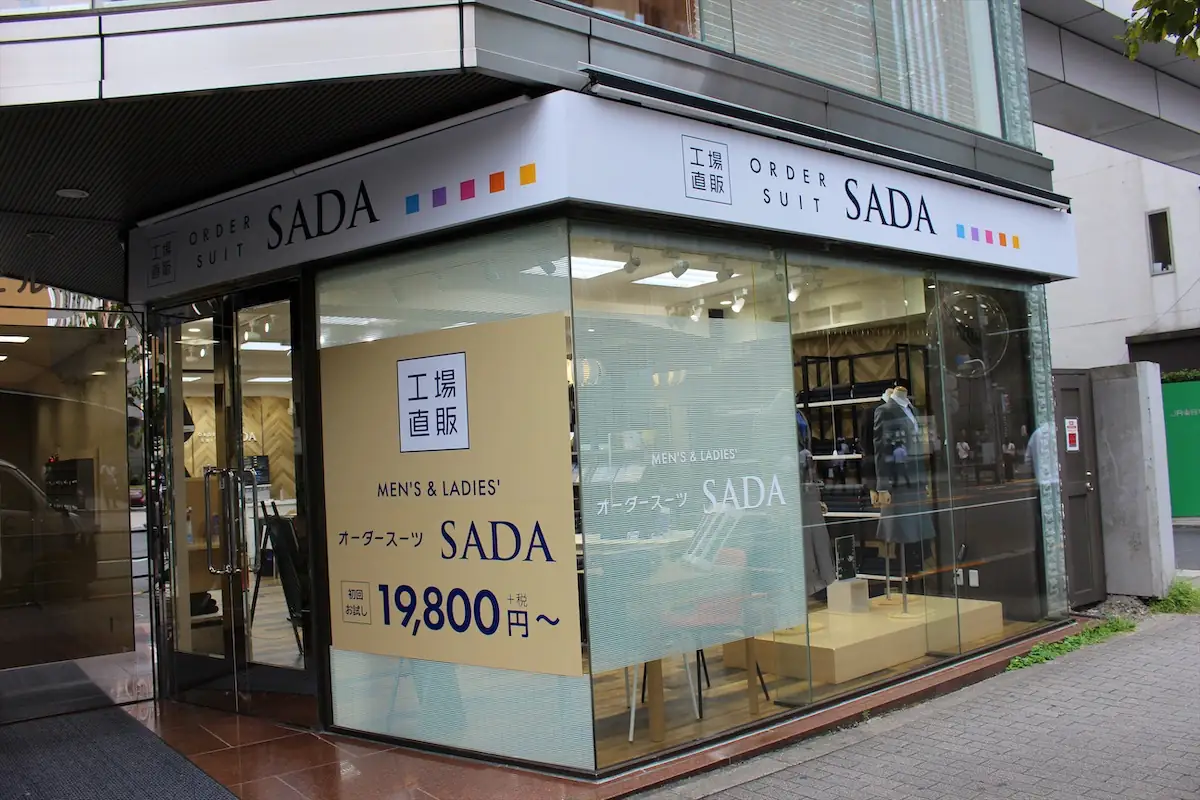 工場
直販
ORDER
SUIT
SADA
工場
直販
ORDER
SUIT
SADA
工場
直販
MEN'S & LADIES'
オーダースーツ SADA
初回
お試し
19,800円～
+税
MEN'S & LADIES'
オーダースーツ SADA